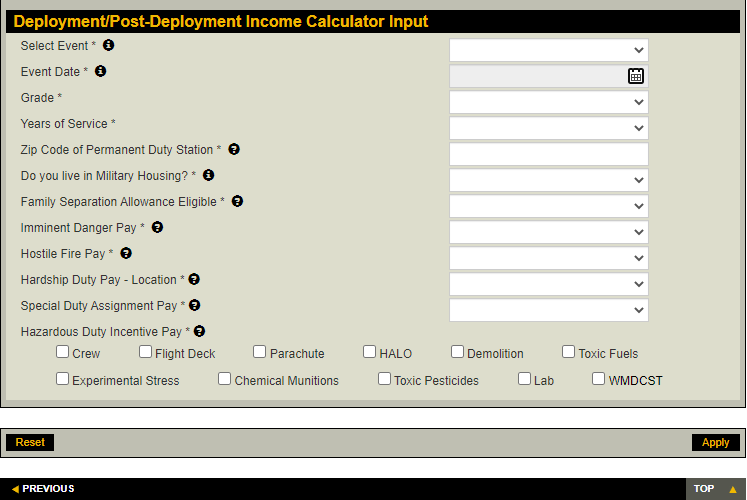 Deployment/Post-Deployment Income Calculator Input
Select Event *
Event Date *
Grade *
Years of Service *
Zip Code of Permanent Duty Station *
Do you live in Military Housing? *
Family Separation Allowance Eligible *
Imminent Danger Pay *
Hostile Fire Pay *
Hardship Duty Pay - Location *
Special Duty Assignment Pay *
Hazardous Duty Incentive Pay *
Crew Flight Deck Parachute HALO Demolition Toxic Fuels
Experimental Stress Chemical Munitions Toxic Pesticides Lab WMDCST
Reset Apply
PREVIOUS TOP